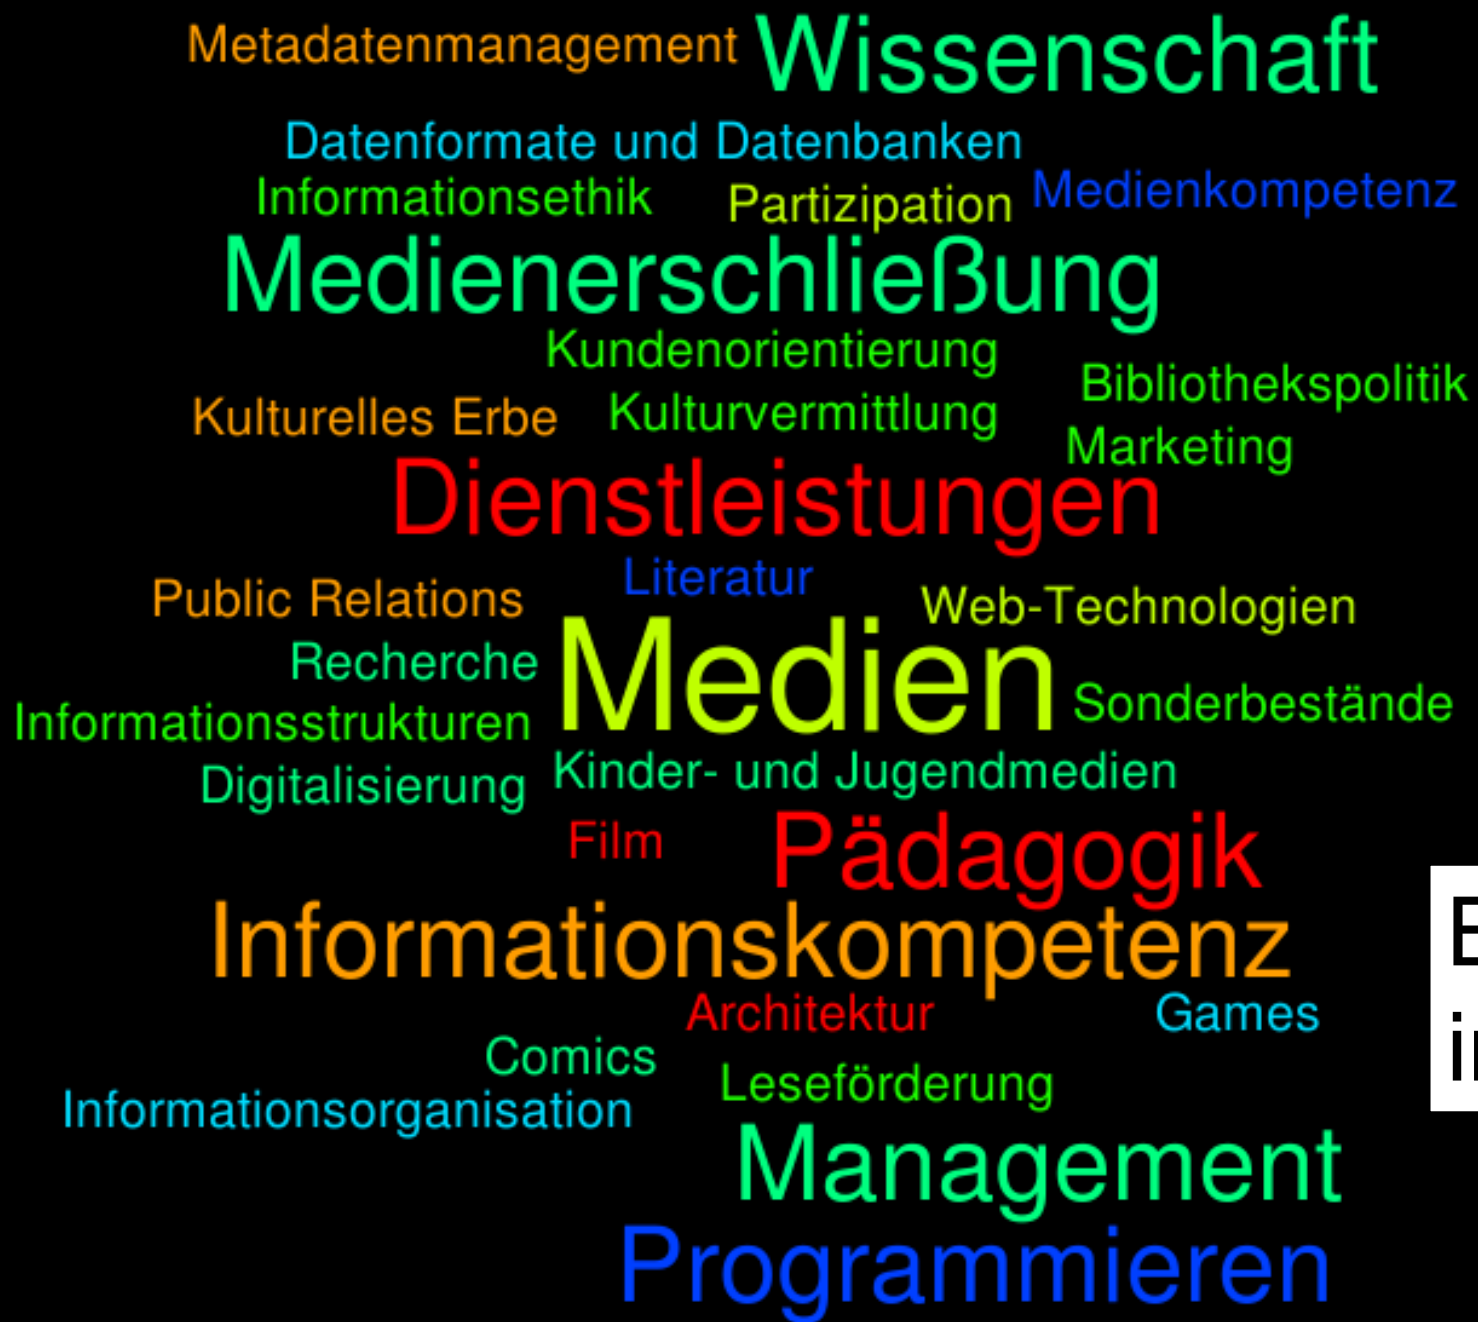 Metadatenmanagement
Wissenschaft
Datenformate und Datenbanken
Informationsethik
Partizipation
Medienkompetenz
Medienerschließung
Kundenorientierung
Bibliothekspolitik
Kulturelles Erbe
Kulturvermittlung
Marketing
Dienstleistungen
Literatur
Public Relations
Web-Technologien
Recherche
Medien
Sonderbestände
Informationsstrukturen
Digitalisierung
Kinder- und Jugendmedien
Film
Pädagogik
Informationskompetenz
Architektur
Games
Comics
Leseförderung
Informationsorganisation
Management
Programmieren